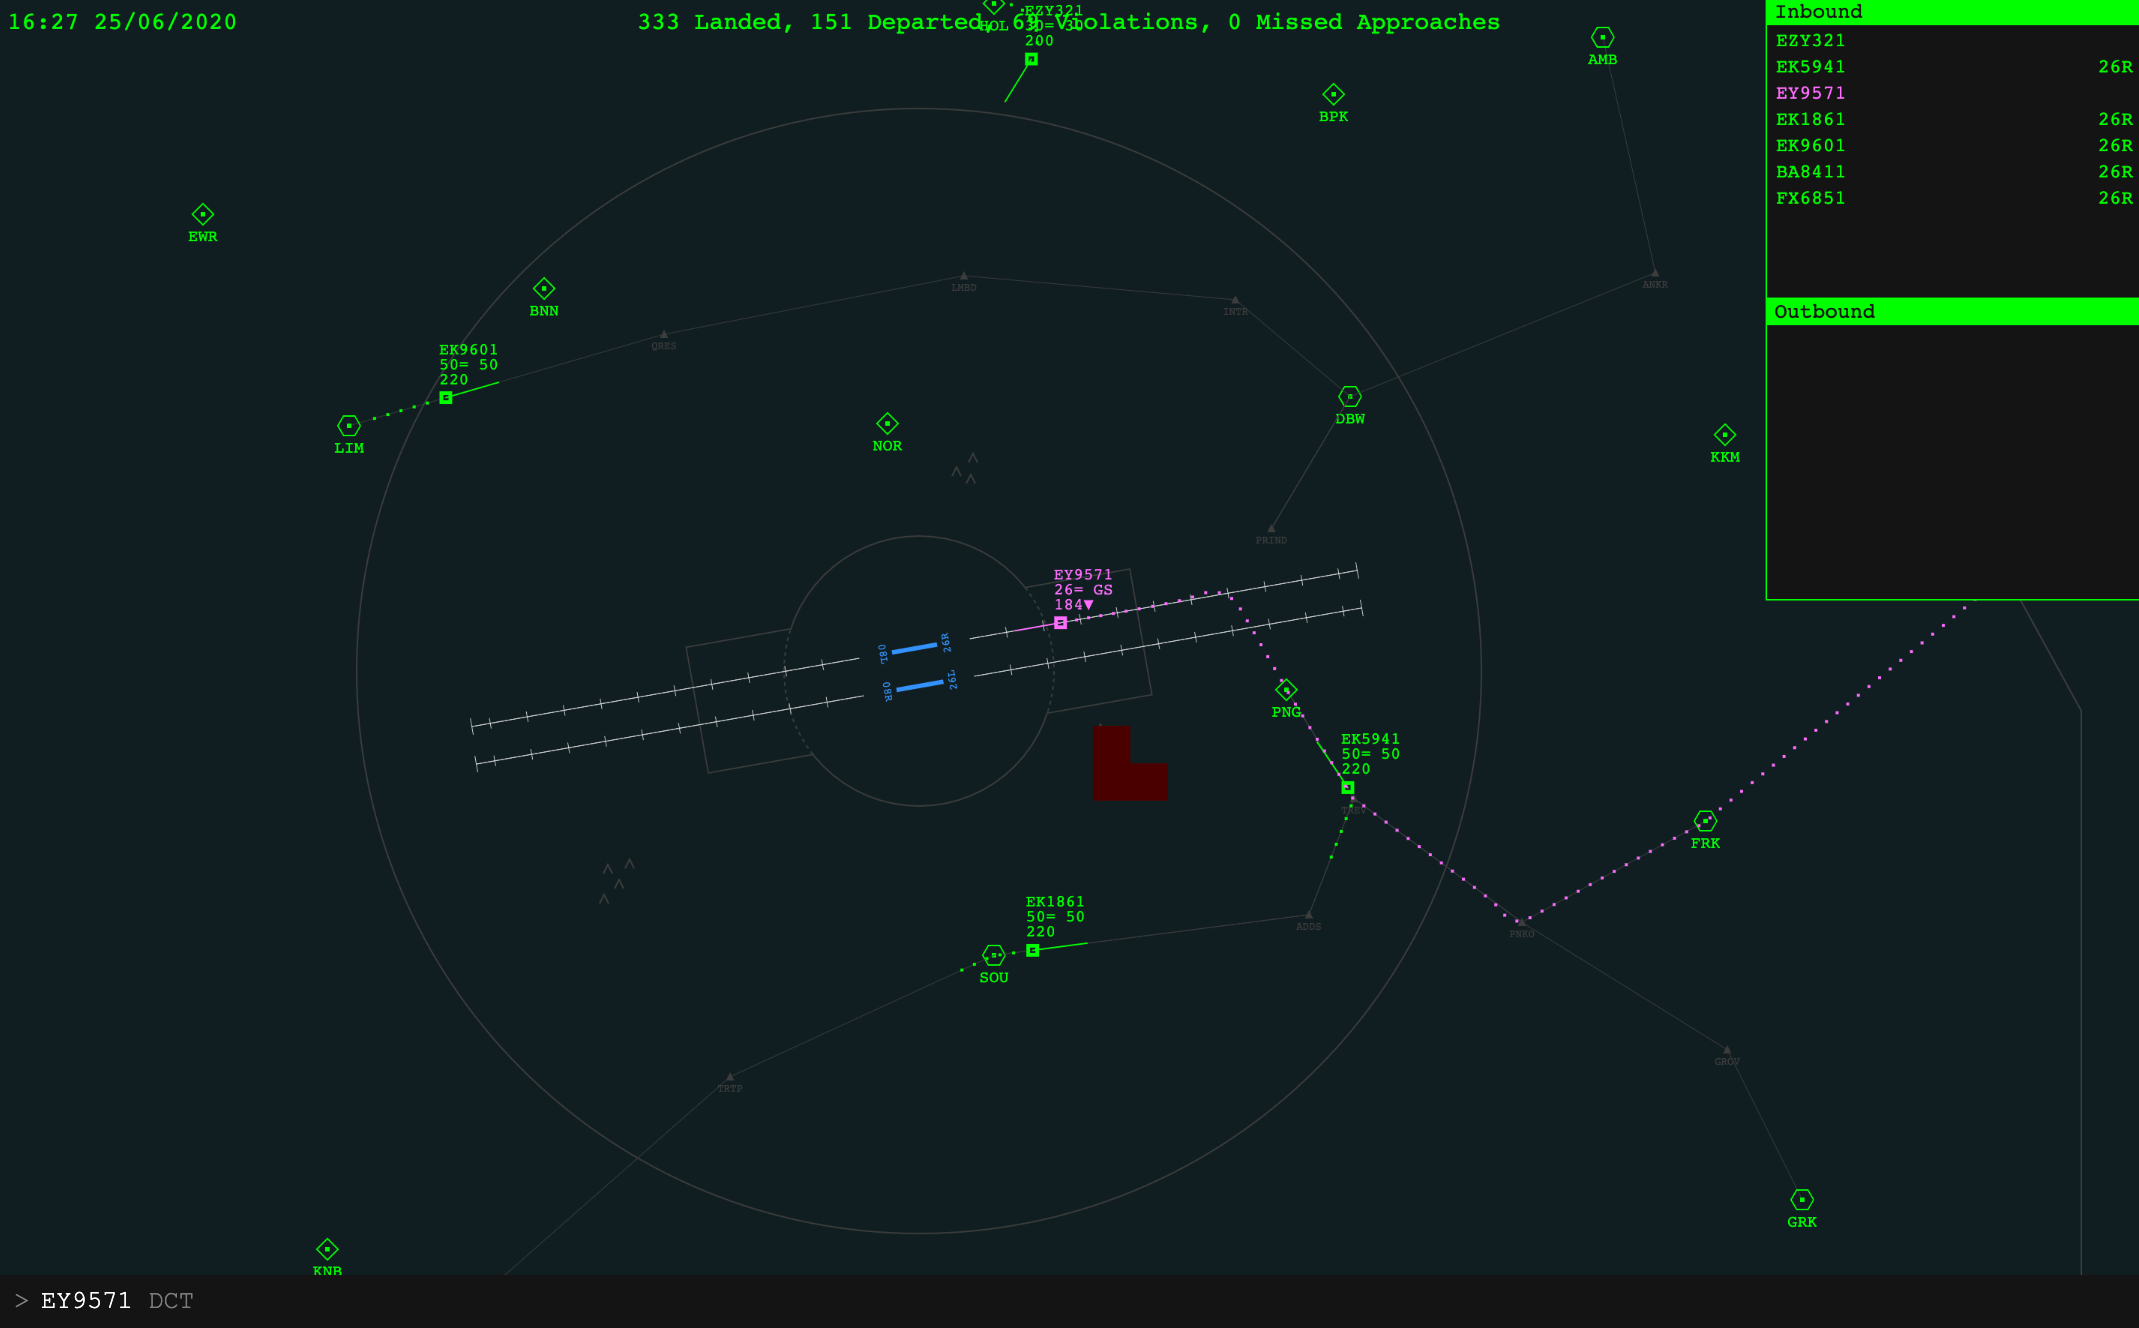 16:27 25/06/2020
333 Landed, 151 Departed, 69 Violations, 0 Missed Approaches
EZY321
30= 30
200
HOL
AMB
BPK
EWR
BNN
ANKR
LMBD
INTR
QRES
EK9601
50= 50
220
LIM
NOR
DBW
KKM
PRIND
EY9571
26= GS
184▼
08L
26R
08R
26L
PNG
EK5941
50= 50
220
TREV
FRK
EK1861
50= 50
220
SOU
ADDS
PNKO
GROV
TRTP
GRK
KNB
Inbound
EZY321
EK5941 26R
EY9571
EK1861 26R
EK9601 26R
BA8411 26R
FX6851 26R
Outbound
> EY9571 DCT